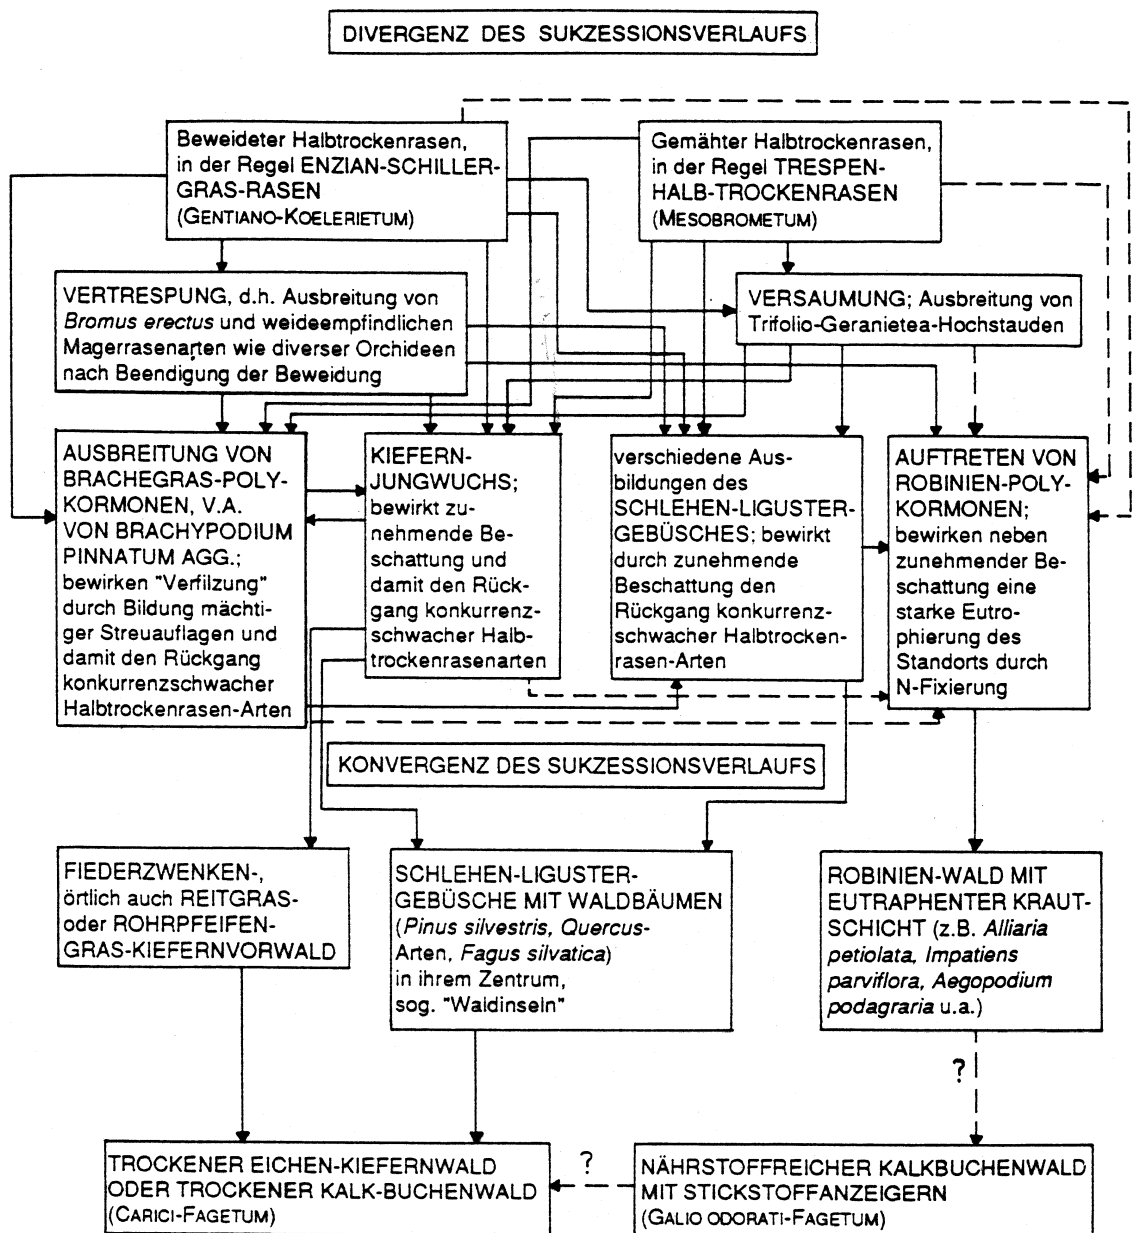 DIVERGENZ DES SUKZESSIONSVERLAUFS
Beweideter Halbtrockenrasen,
in der Regel ENZIAN-SCHILLER-
GRAS-RASEN
(GENTIANO-KOELERIETUM)
Gemähter Halbtrockenrasen,
in der Regel TRESPEN-
HALB-TROCKENRASEN
(MESOBROMETUM)
VERTRESPUNG, d.h. Ausbreitung von
Bromus erectus und weideempfindlichen
Magerrasenarten wie diverser Orchideen
nach Beendigung der Beweidung
VERSAUMUNG; Ausbreitung von
Trifolio-Geranietea-Hochstauden
AUSBREITUNG VON
BRACHEGRAS-POLY-
KORMONEN, V.A.
VON BRACHYPODIUM
PINNATUM AGG.;
bewirken "Verfilzung"
durch Bildung mächti-
ger Streuauflagen und
damit den Rückgang
konkurrenzschwacher
Halbtrockenrasen-Arten
KIEFERN-
JUNGWUCHS;
bewirkt zu-
nehmende Be-
schattung und
damit den Rück-
gang konkurrenz-
schwacher Halb-
trockenrasenarten
verschiedene Aus-
bildungen des
SCHLEHEN-LIGUSTER-
GEBÜSCHES; bewirkt
durch zunehmende
Beschattung den
Rückgang konkurrenz-
schwacher Halbtrocken-
rasen-Arten
AUFTRETEN VON
ROBINIEN-POLY-
KORMONEN;
bewirken neben
zunehmender Be-
schattung eine
starke Eutro-
phierung des
Standorts durch
N-Fixierung
KONVERGENZ DES SUKZESSIONSVERLAUFS
FIEDERZWENKEN-,
örtlich auch REITGRAS-
oder ROHRPFEIFEN-
GRAS-KIEFERNVORWALD
SCHLEHEN-LIGUSTER-
GEBÜSCHE MIT WALDBÄUMEN
(Pinus silvestris, Quercus-
Arten, Fagus silvatica)
in ihrem Zentrum,
sog. "Waldinseln"
ROBINIEN-WALD MIT
EUTRAPHENTER KRAUT-
SCHICHT (z.B. Alliaria
petiolata, Impatiens
parviflora, Aegopodium
podagraria u.a.)
?
TROCKENER EICHEN-KIEFERNWALD
ODER TROCKENER KALK-BUCHENWALD
(CARICI-FAGETUM)
?
NÄHRSTOFFREICHER KALKBUCHENWALD
MIT STICKSTOFFANZEIGERN
(GALIO ODORATI-FAGETUM)